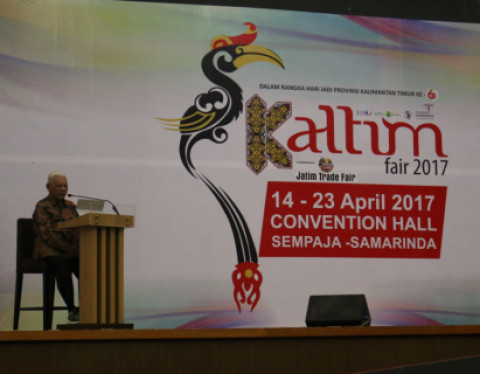 DALAM RANGKA HARI JADI PROVINSI KALIMANTAN TIMUR KE - 60
Kaltim
fair 2017
Jatim Trade Fair
14 - 23 April 2017
CONVENTION HALL
SEMPAJA -SAMARINDA